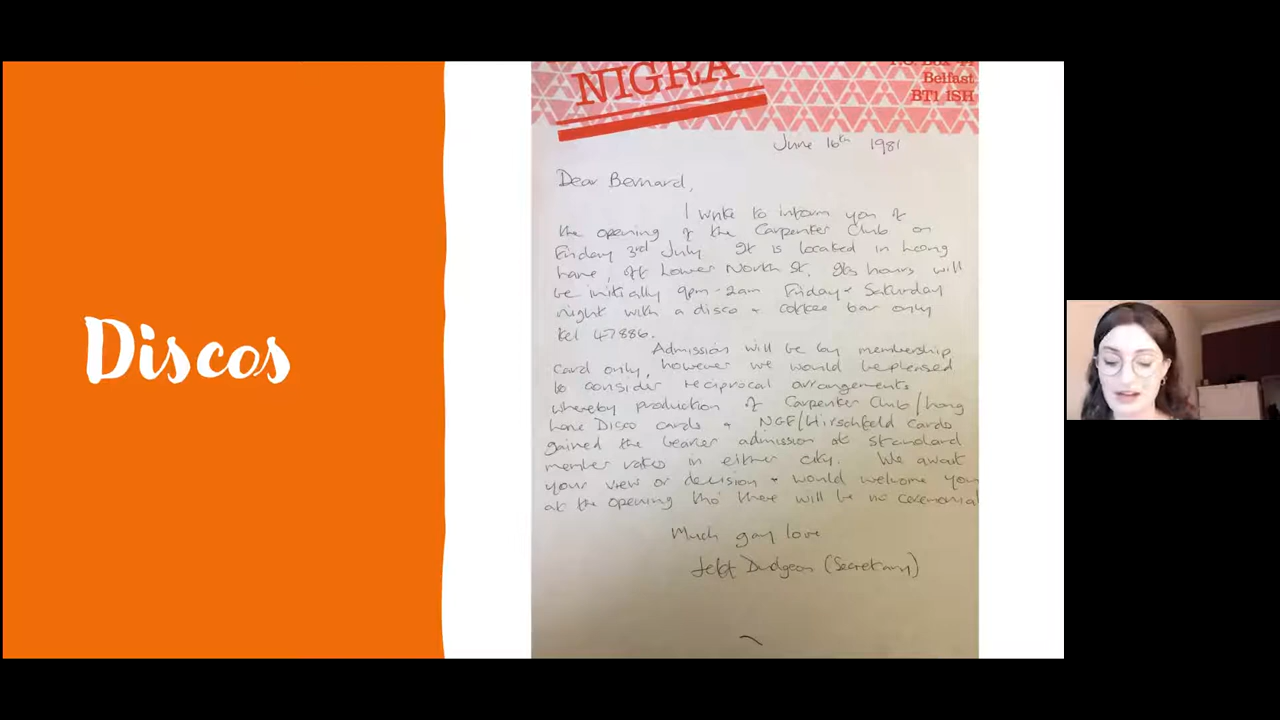 Discos
NIGRA
Belfast
BT1 1SH
June 16th 1981
Dear Bernard,
I write to inform you of
the opening of the Carpenter Club on
Friday 3rd July It is located in Long
Lane, off Lower North St. Its hours will
be initially 9pm-2am Friday + Saturday
night with a disco + coffee bar only
tel 47886.
Admission will be by membership
card only, however we would be pleased
to consider reciprocal arrangements
whereby production of Carpenter Club/Long
Lane Disco cards + NGF/Hirschfeld cards
gained the bearer admission at standard
member rates in either city. We await
your view or decision + would welcome you
at the opening tho' there will be no ceremonial
Much gay love
Jeff Dudgeon (Secretary)